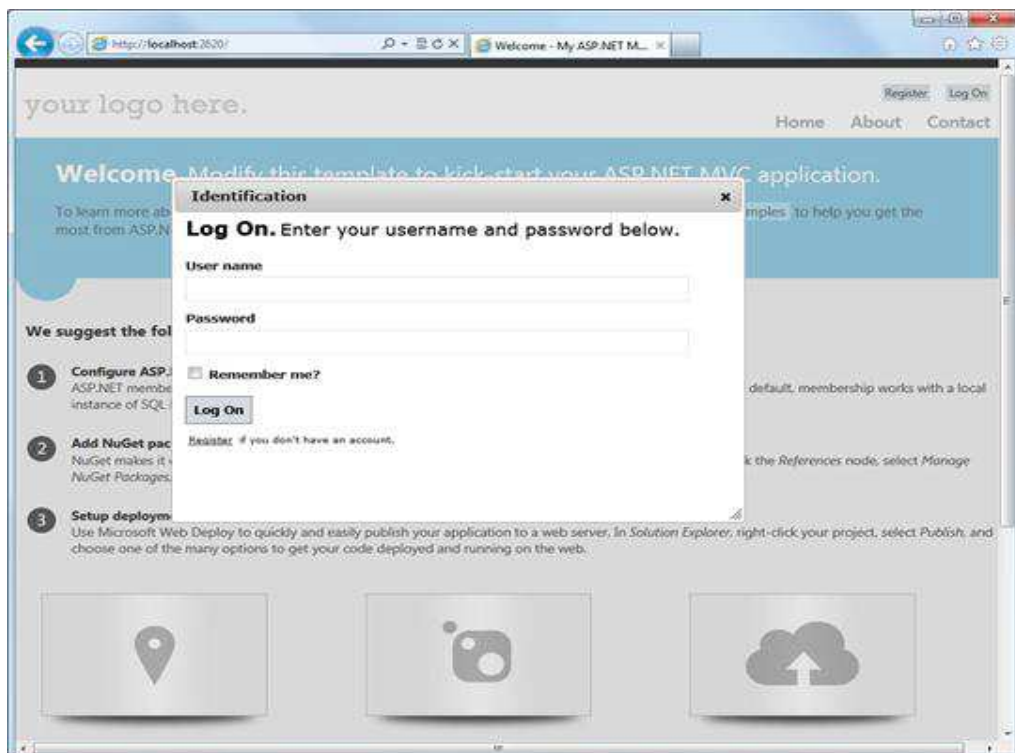 http://localhost:2620/
Welcome - My ASP.NET M...
your logo here.
Register Log On
Home About Contact
Welcome. Modify this template to kick-start your ASP.NET MVC application.
To learn more ab
mples to help you get the
most from ASP.N
Identification
Log On. Enter your username and password below.
User name
Password
Remember me?
Log On
Register if you don't have an account.
We suggest the fol
1
Configure ASP.
ASP.NET membe
default, membership works with a local
instance of SQL
2
Add NuGet pac
NuGet makes it
k the References node, select Manage
NuGet Packages
3
Setup deploym
Use Microsoft Web Deploy to quickly and easily publish your application to a web server. In Solution Explorer, right-click your project, select Publish, and
choose one of the many options to get your code deployed and running on the web.